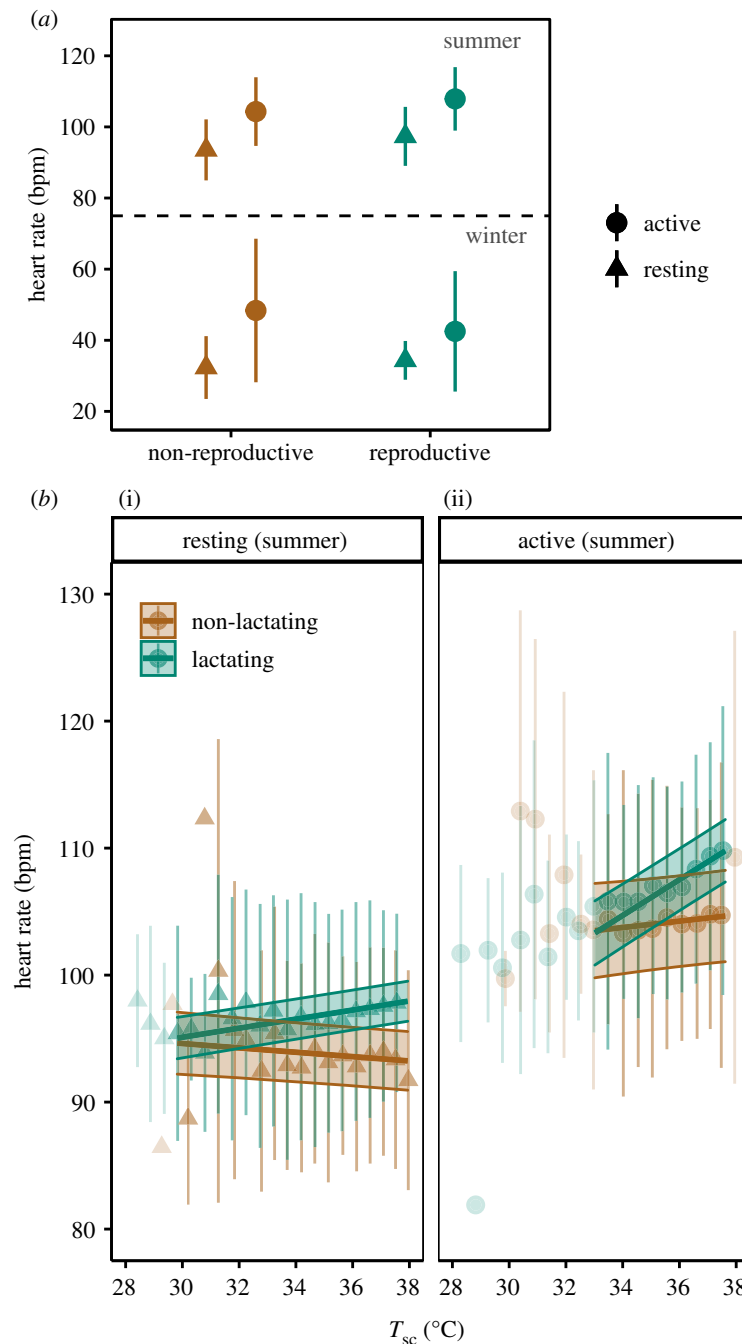 (a)
summer
120
100
80
60
40
20
heart rate (bpm)
winter
active
resting
non-reproductive
reproductive
(b)
(i)
(ii)
resting (summer)
active (summer)
non-lactating
lactating
130
120
110
100
90
80
heart rate (bpm)
28 30 32 34 36 38
28 30 32 34 36 38
Tsc (°C)